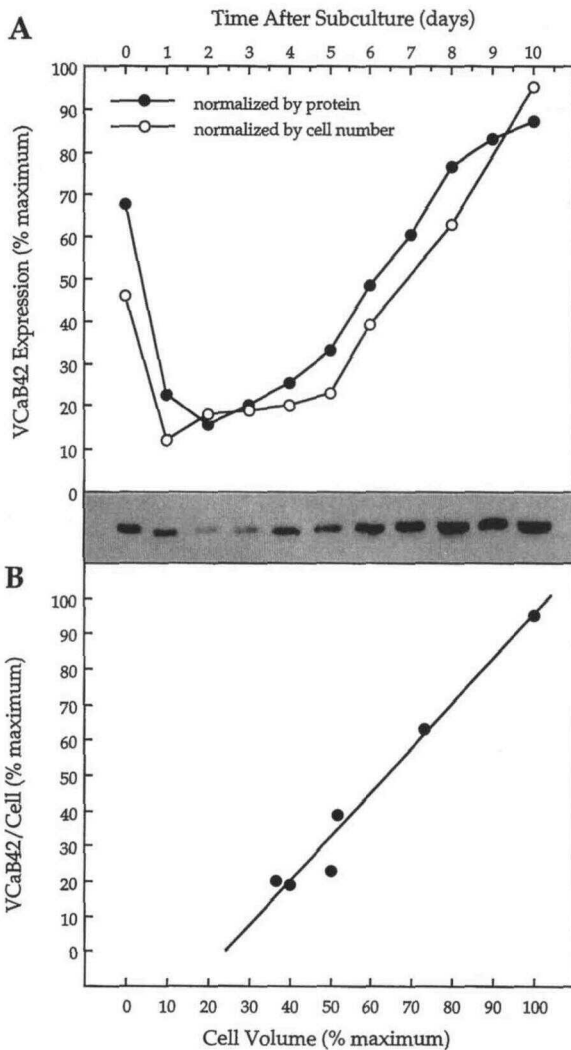 A
Time After Subculture (days)
0 1 2 3 4 5 6 7 8 9 10
100
90
80
70
60
50
40
30
20
10
0
VCaB42 Expression (% maximum)
normalized by protein
normalized by cell number
B
100
90
80
70
60
50
40
30
20
10
0
VCaB42/Cell (% maximum)
0 10 20 30 40 50 60 70 80 90 100
Cell Volume (% maximum)